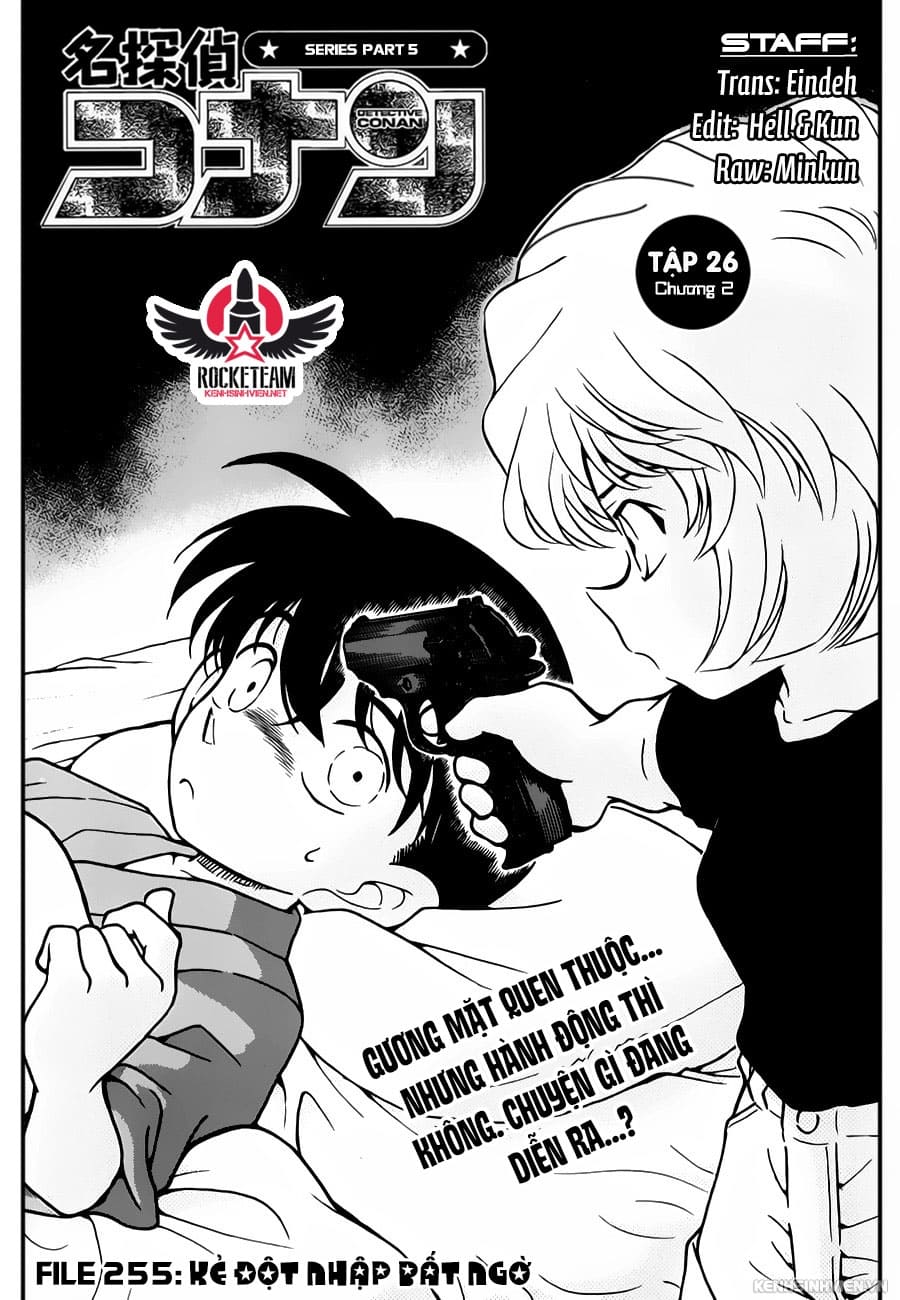 名探偵
★ SERIES PART 5 ★
コナン
DETECTIVE
CONAN
STAFF:
Trans: Eindeh
Edit: Hell & Kun
Raw: Minkun
TẬP 26
Chương 2
ROCKETEAM
KENHSINHVIEN.NET
GƯƠNG MẶT QUEN THUỘC...
NHƯNG HÀNH ĐỘNG THÌ
KHÔNG. CHUYỆN GÌ ĐANG
DIỄN RA...?
FILE 255: KẺ ĐỘT NHẬP BẤT NGỜ
KENHSINHVIEN.VN